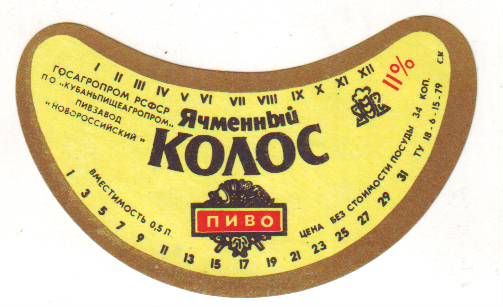 I II III IV V VI VII VIII IX X XI XII
ГОСАГРОПРОМ РСФСР
ПО "КУБАНЬПИЩЕАГРОПРОМ"
ПИВЗАВОД
"НОВОРОССИЙСКИЙ"
11%
Ячменный
КОЛОС
ПИВО
ВМЕСТИМОСТЬ 0,5 Л
ЦЕНА БЕЗ СТОИМОСТИ ПОСУДЫ 34 КОП.
ТУ 18-6-15-79 С.К
1 3 5 7 9 11 13 15 17 19 21 23 25 27 29 31